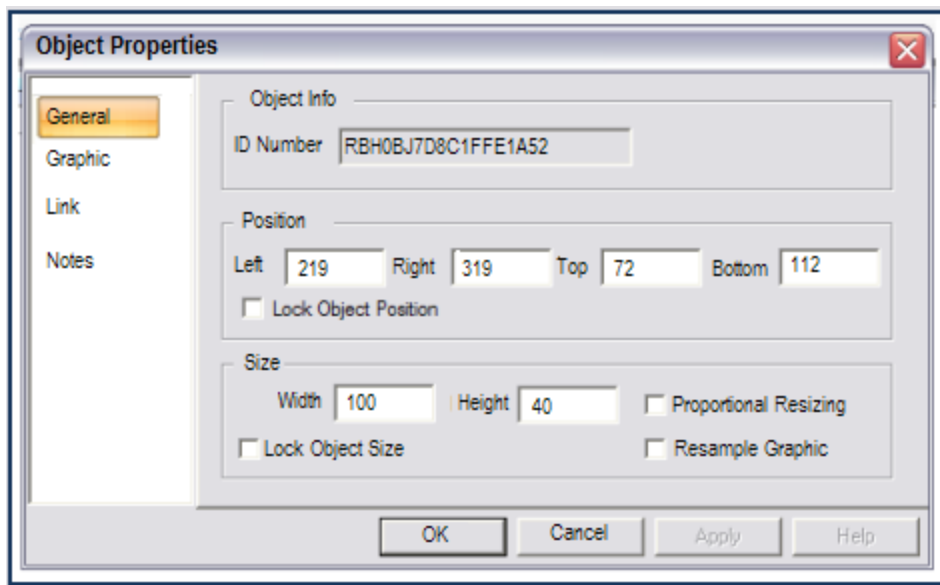 Object Properties
General
Graphic
Link
Notes
Object Info
ID Number RBH0BJ7D8C1FFE1A52
Position
Left 219 Right 319 Top 72 Bottom 112
Lock Object Position
Size
Width 100 Height 40 Proportional Resizing
Lock Object Size Resample Graphic
OK Cancel Apply Help